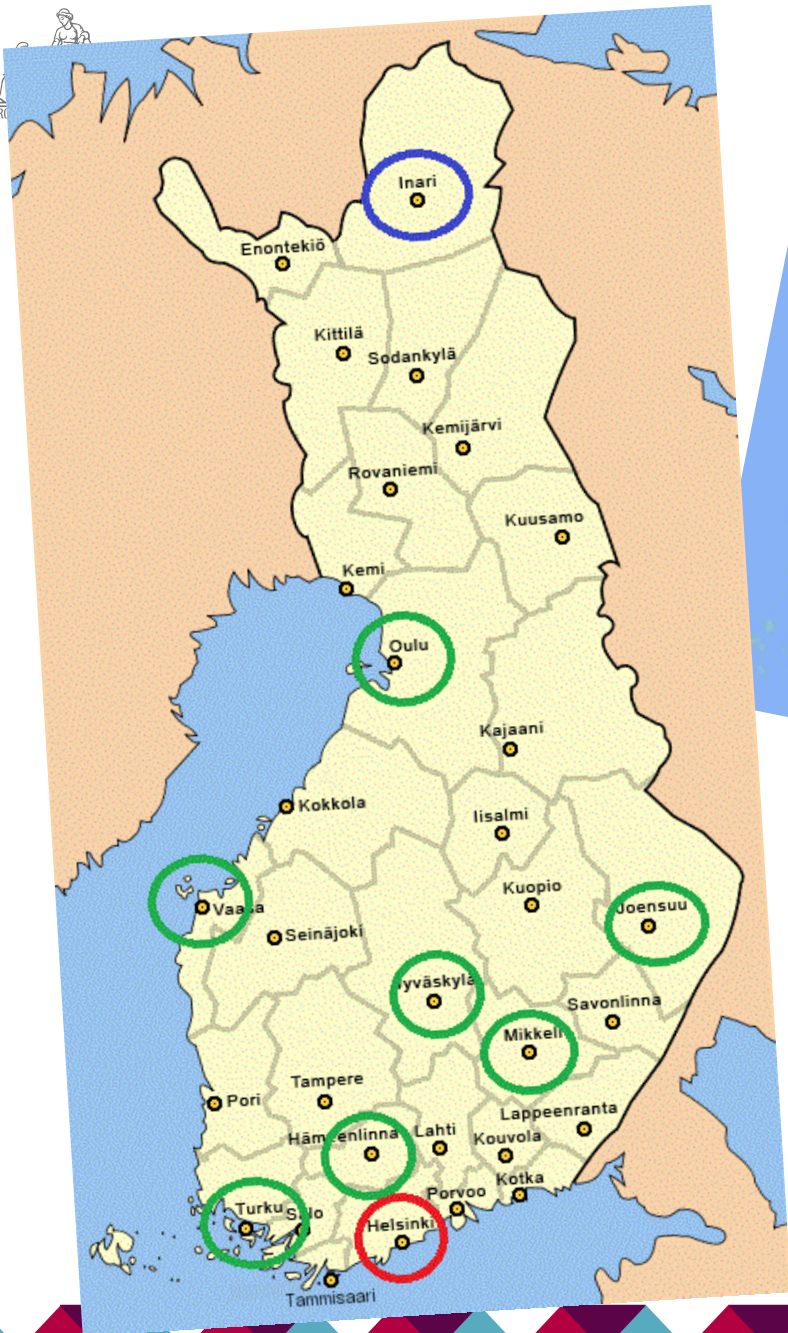 Inari
Enontekiö
Kittilä
Sodankylä
Kemijärvi
Rovaniemi
Kuusamo
Kemi
Oulu
Kajaani
Kokkola
Iisalmi
Kuopio
Vaasa
Joensuu
Seinäjoki
Jyväskylä
Savonlinna
Mikkeli
Tampere
Pori
Lappeenranta
Hämeenlinna
Lahti
Kouvola
Kotka
Porvoo
Turku
Salo
Helsinki
Tammisaari